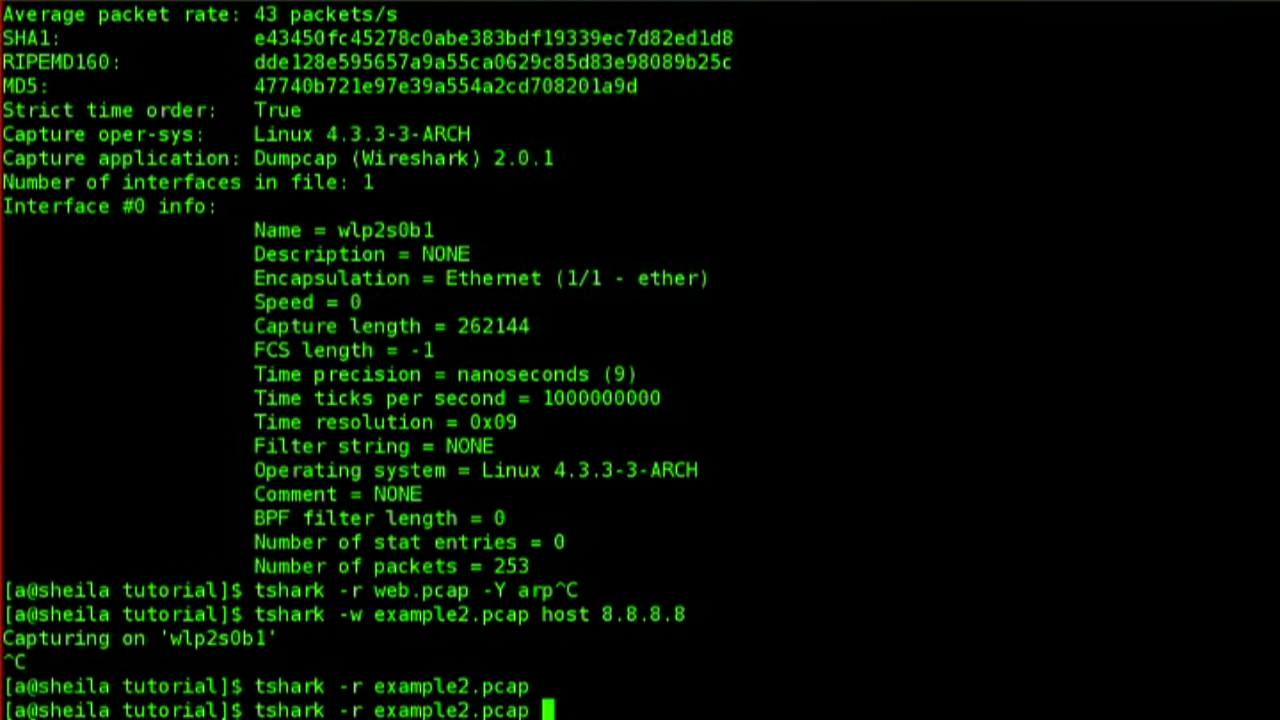 Average packet rate: 43 packets/s
SHA1: e43450fc45278c0abe383bdf19339ec7d82ed1d8
RIPEMD160: dde128e595657a9a55ca0629c85d83e98089b25c
MD5: 47740b721e97e39a554a2cd708201a9d
Strict time order: True
Capture oper-sys: Linux 4.3.3-3-ARCH
Capture application: Dumpcap (Wireshark) 2.0.1
Number of interfaces in file: 1
Interface #0 info:
Name = wlp2s0b1
Description = NONE
Encapsulation = Ethernet (1/1 - ether)
Speed = 0
Capture length = 262144
FCS length = -1
Time precision = nanoseconds (9)
Time ticks per second = 1000000000
Time resolution = 0x09
Filter string = NONE
Operating system = Linux 4.3.3-3-ARCH
Comment = NONE
BPF filter length = 0
Number of stat entries = 0
Number of packets = 253
[a@sheila tutorial]$ tshark -r web.pcap -Y arp^C
[a@sheila tutorial]$ tshark -w example2.pcap host 8.8.8.8
Capturing on 'wlp2s0b1'
^C
[a@sheila tutorial]$ tshark -r example2.pcap
[a@sheila tutorial]$ tshark -r example2.pcap